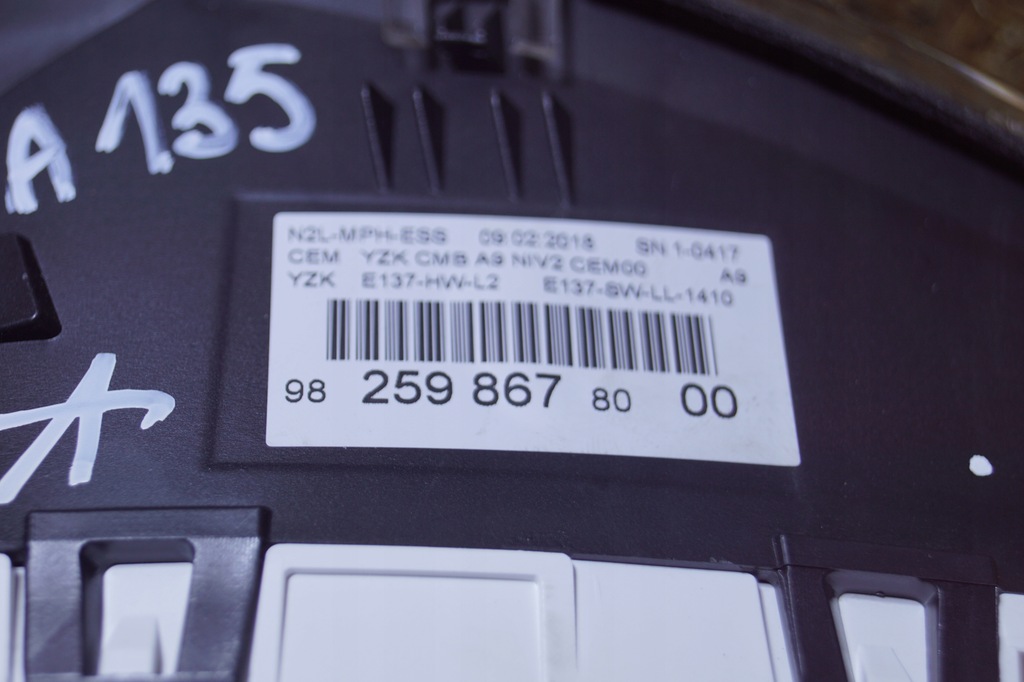 A 135
N2L-MPH-ESS 09:02:2018 SN 1-0417
CEM YZK CMB A9 NIV2 CEM00 A9
YZK E137-HW-L2 E137-SW-LL-1410
98 259 867 80 00